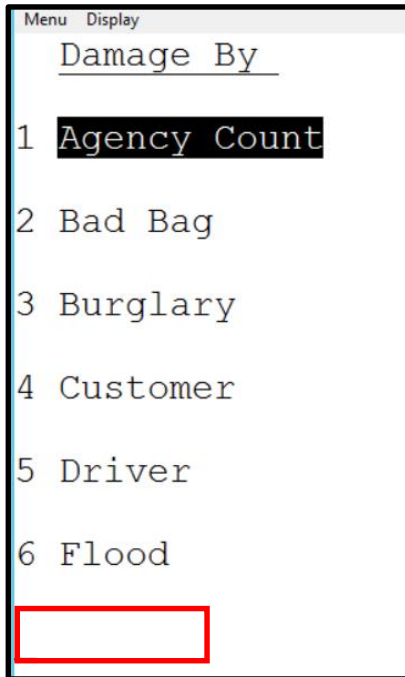 Menu Display
Damage By
1 Agency Count
2 Bad Bag
3 Burglary
4 Customer
5 Driver
6 Flood